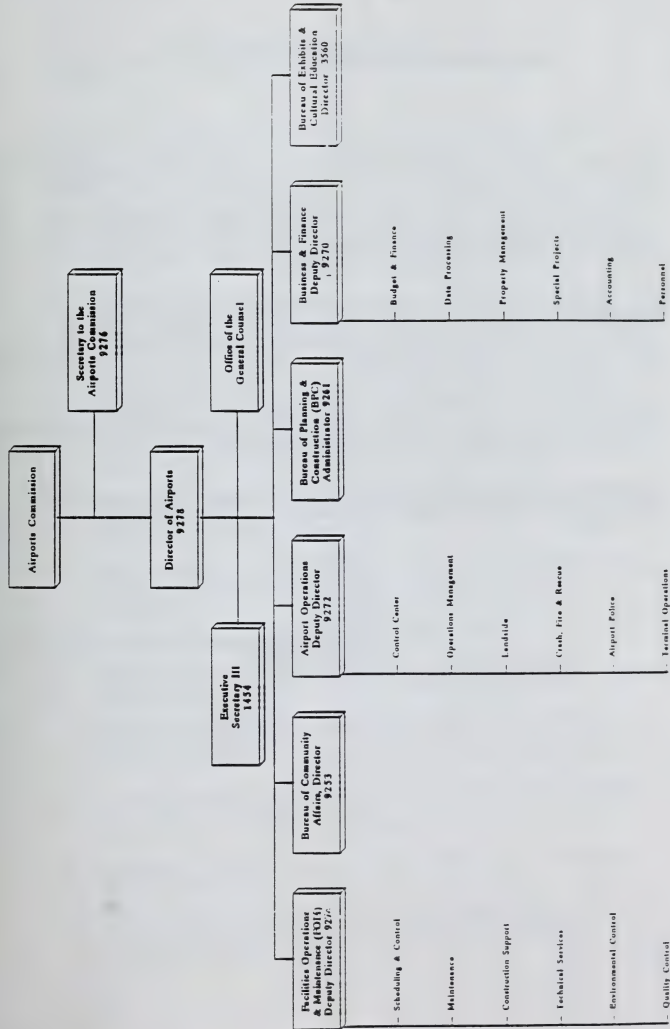 Airports Commission
Secretary to the
Airports Commission
9276
Director of Airports
9278
Executive
Secretary III
1454
Office of the
General Counsel
Facilities Operations
& Maintenance
Deputy Director
Bureau of Community
Affairs, Director
9253
Airport Operations
Deputy Director
9272
Bureau of Planning &
Construction (BPC)
Administrator 9261
Business & Finance
Deputy Director
9270
Bureau of Exhibits &
Cultural Education
Director 3560
- Scheduling & Control
- Maintenance
- Construction Support
- Technical Services
- Environmental Control
- Quality Control
- Control Center
- Operations Management
- Landside
- Crash, Fire & Rescue
- Airport Police
- Terminal Operations
- Budget & Finance
- Data Processing
- Property Management
- Special Projects
- Accounting
- Personnel